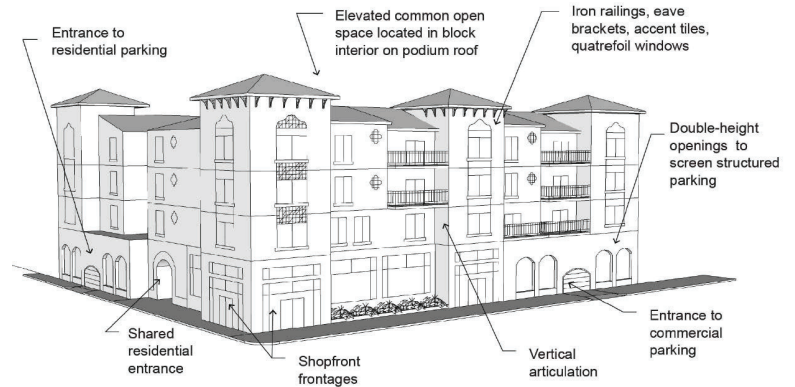 Entrance to
residential parking
Elevated common open
space located in block
interior on podium roof
Iron railings, eave
brackets, accent tiles,
quatrefoil windows
Double-height
openings to
screen structured
parking
Shared
residential
entrance
Shopfront
frontages
Vertical
articulation
Entrance to
commercial
parking